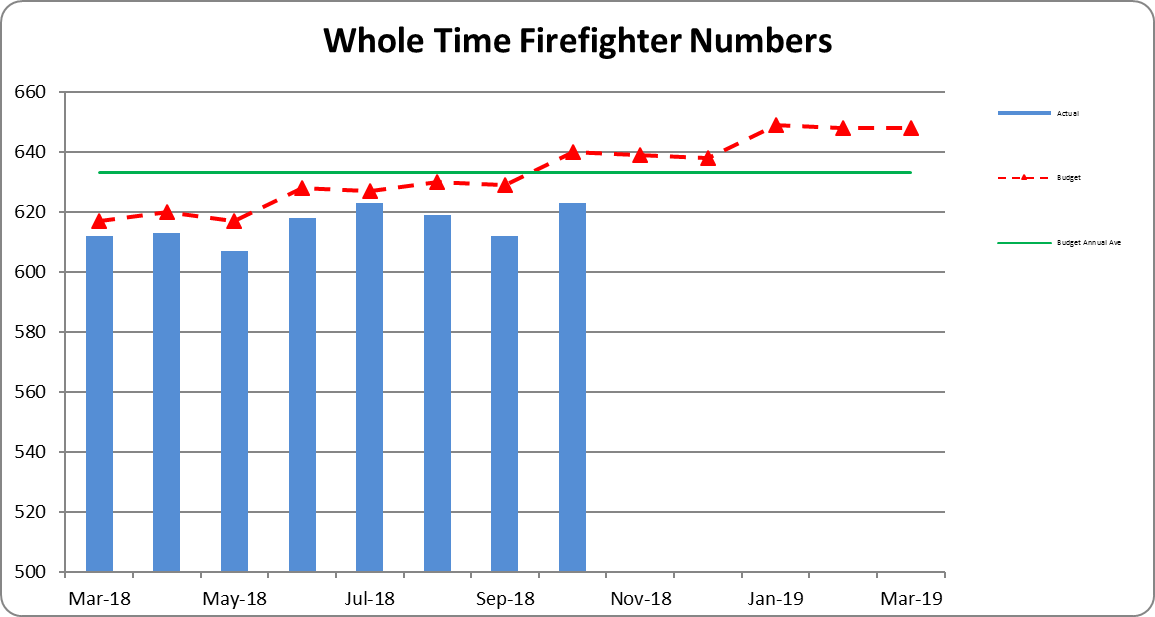 Whole Time Firefighter Numbers
660
640
620
600
580
560
540
520
500
Mar-18 May-18 Jul-18 Sep-18 Nov-18 Jan-19 Mar-19
Actual
Budget
Budget Annual Ave